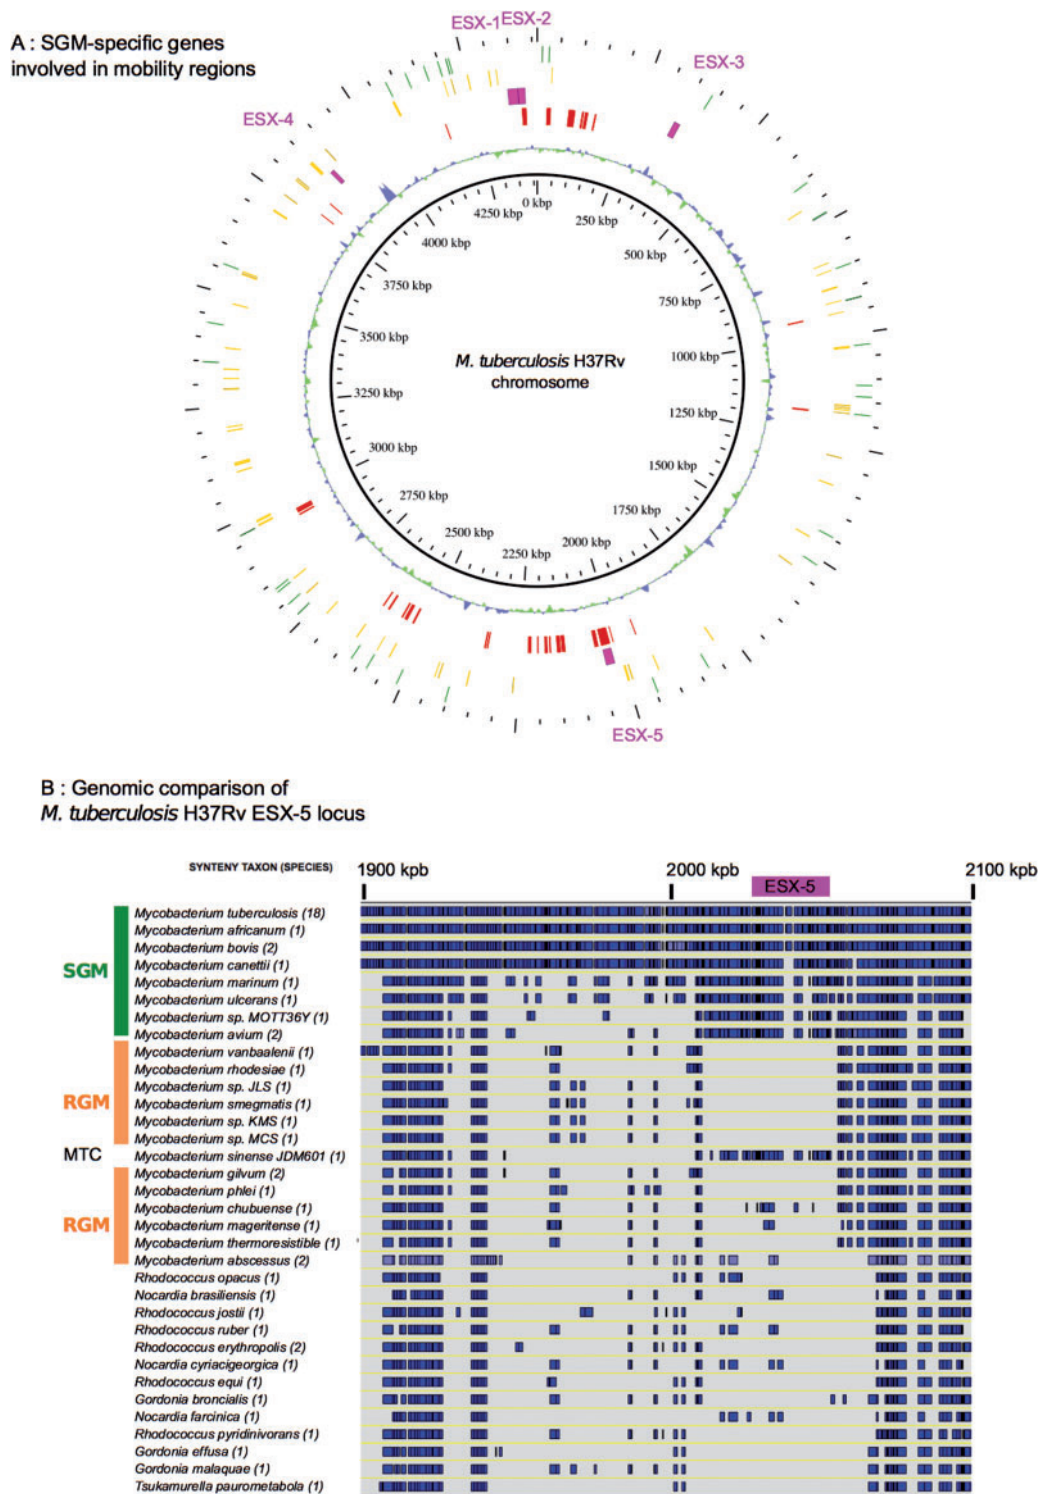 A : SGM-specific genes
involved in mobility regions
ESX-1 ESX-2
ESX-3
ESX-4
0 kbp
250 kbp
500 kbp
750 kbp
1000 kbp
1250 kbp
1500 kbp
1750 kbp
2000 kbp
2250 kbp
2500 kbp
2750 kbp
3000 kbp
3250 kbp
3500 kbp
3750 kbp
4000 kbp
4250 kbp
M. tuberculosis H37Rv
chromosome
ESX-5
B : Genomic comparison of
M. tuberculosis H37Rv ESX-5 locus
SYNTENY TAXON (SPECIES)
1900 kpb
2000 kpb
2100 kpb
ESX-5
SGM
RGM
MTC
RGM
Mycobacterium tuberculosis (18)
Mycobacterium africanum (1)
Mycobacterium bovis (2)
Mycobacterium canettii (1)
Mycobacterium marinum (1)
Mycobacterium ulcerans (1)
Mycobacterium sp. MOTT36Y (1)
Mycobacterium avium (2)
Mycobacterium vanbaalenii (1)
Mycobacterium rhodesiae (1)
Mycobacterium sp. JLS (1)
Mycobacterium smegmatis (1)
Mycobacterium sp. KMS (1)
Mycobacterium sp. MCS (1)
Mycobacterium sinense JDM601 (1)
Mycobacterium gilvum (2)
Mycobacterium phlei (1)
Mycobacterium chubuense (1)
Mycobacterium mageritense (1)
Mycobacterium thermoresistible (1)
Mycobacterium abscessus (2)
Rhodococcus opacus (1)
Nocardia brasiliensis (1)
Rhodococcus jostii (1)
Rhodococcus ruber (1)
Rhodococcus erythropolis (2)
Nocardia cyriacigeorgica (1)
Rhodococcus equi (1)
Gordonia broncialis (1)
Nocardia farcinica (1)
Rhodococcus pyridinivorans (1)
Gordonia effusa (1)
Gordonia malaquae (1)
Tsukamurella paurometabola (1)